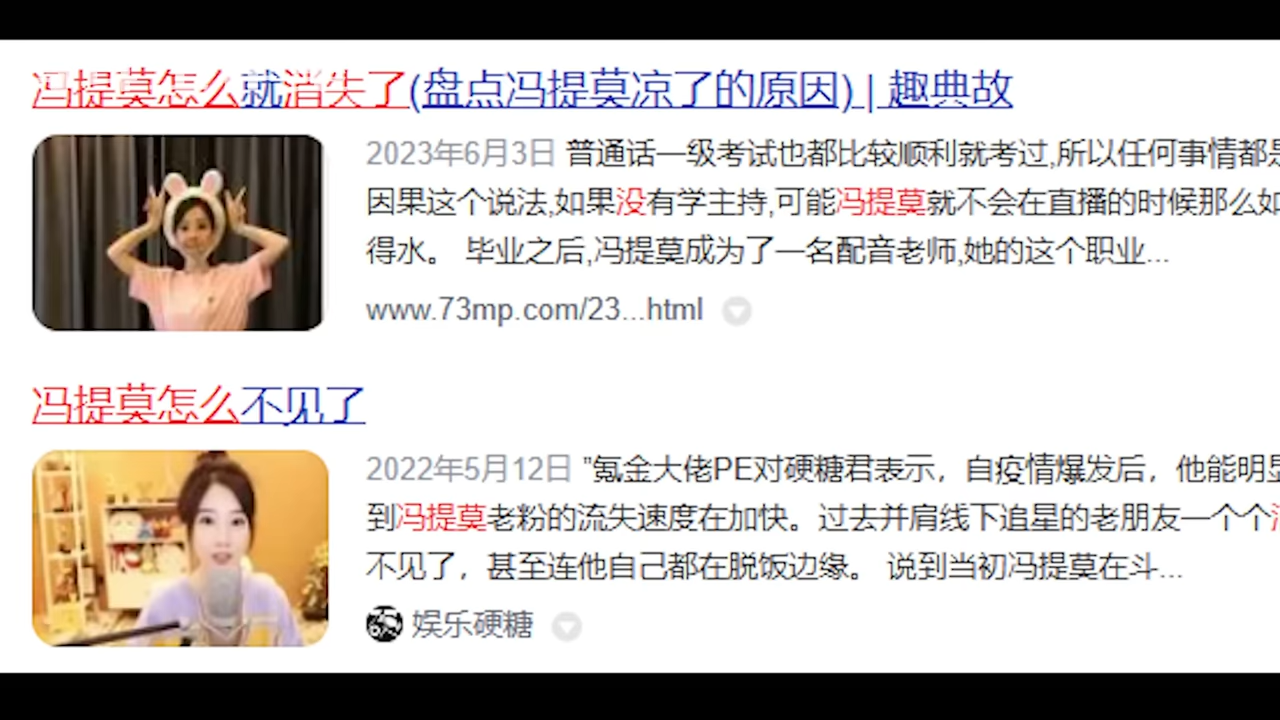 冯提莫怎么就消失了(盘点冯提莫凉了的原因) | 趣典故
2023年6月3日 普通话一级考试也都比较顺利就考过,所以任何事情都是
因果这个说法,如果没有学主持,可能冯提莫就不会在直播的时候那么如
得水。 毕业之后,冯提莫成为了一名配音老师,她的这个职业...
www.73mp.com/23...html
冯提莫怎么不见了
2022年5月12日 "氪金大佬PE对硬糖君表示，自疫情爆发后，他能明显
到冯提莫老粉的流失速度在加快。过去并肩线下追星的老朋友一个个
不见了，甚至连他自己都在脱饭边缘。 说到当初冯提莫在斗...
娱乐硬糖